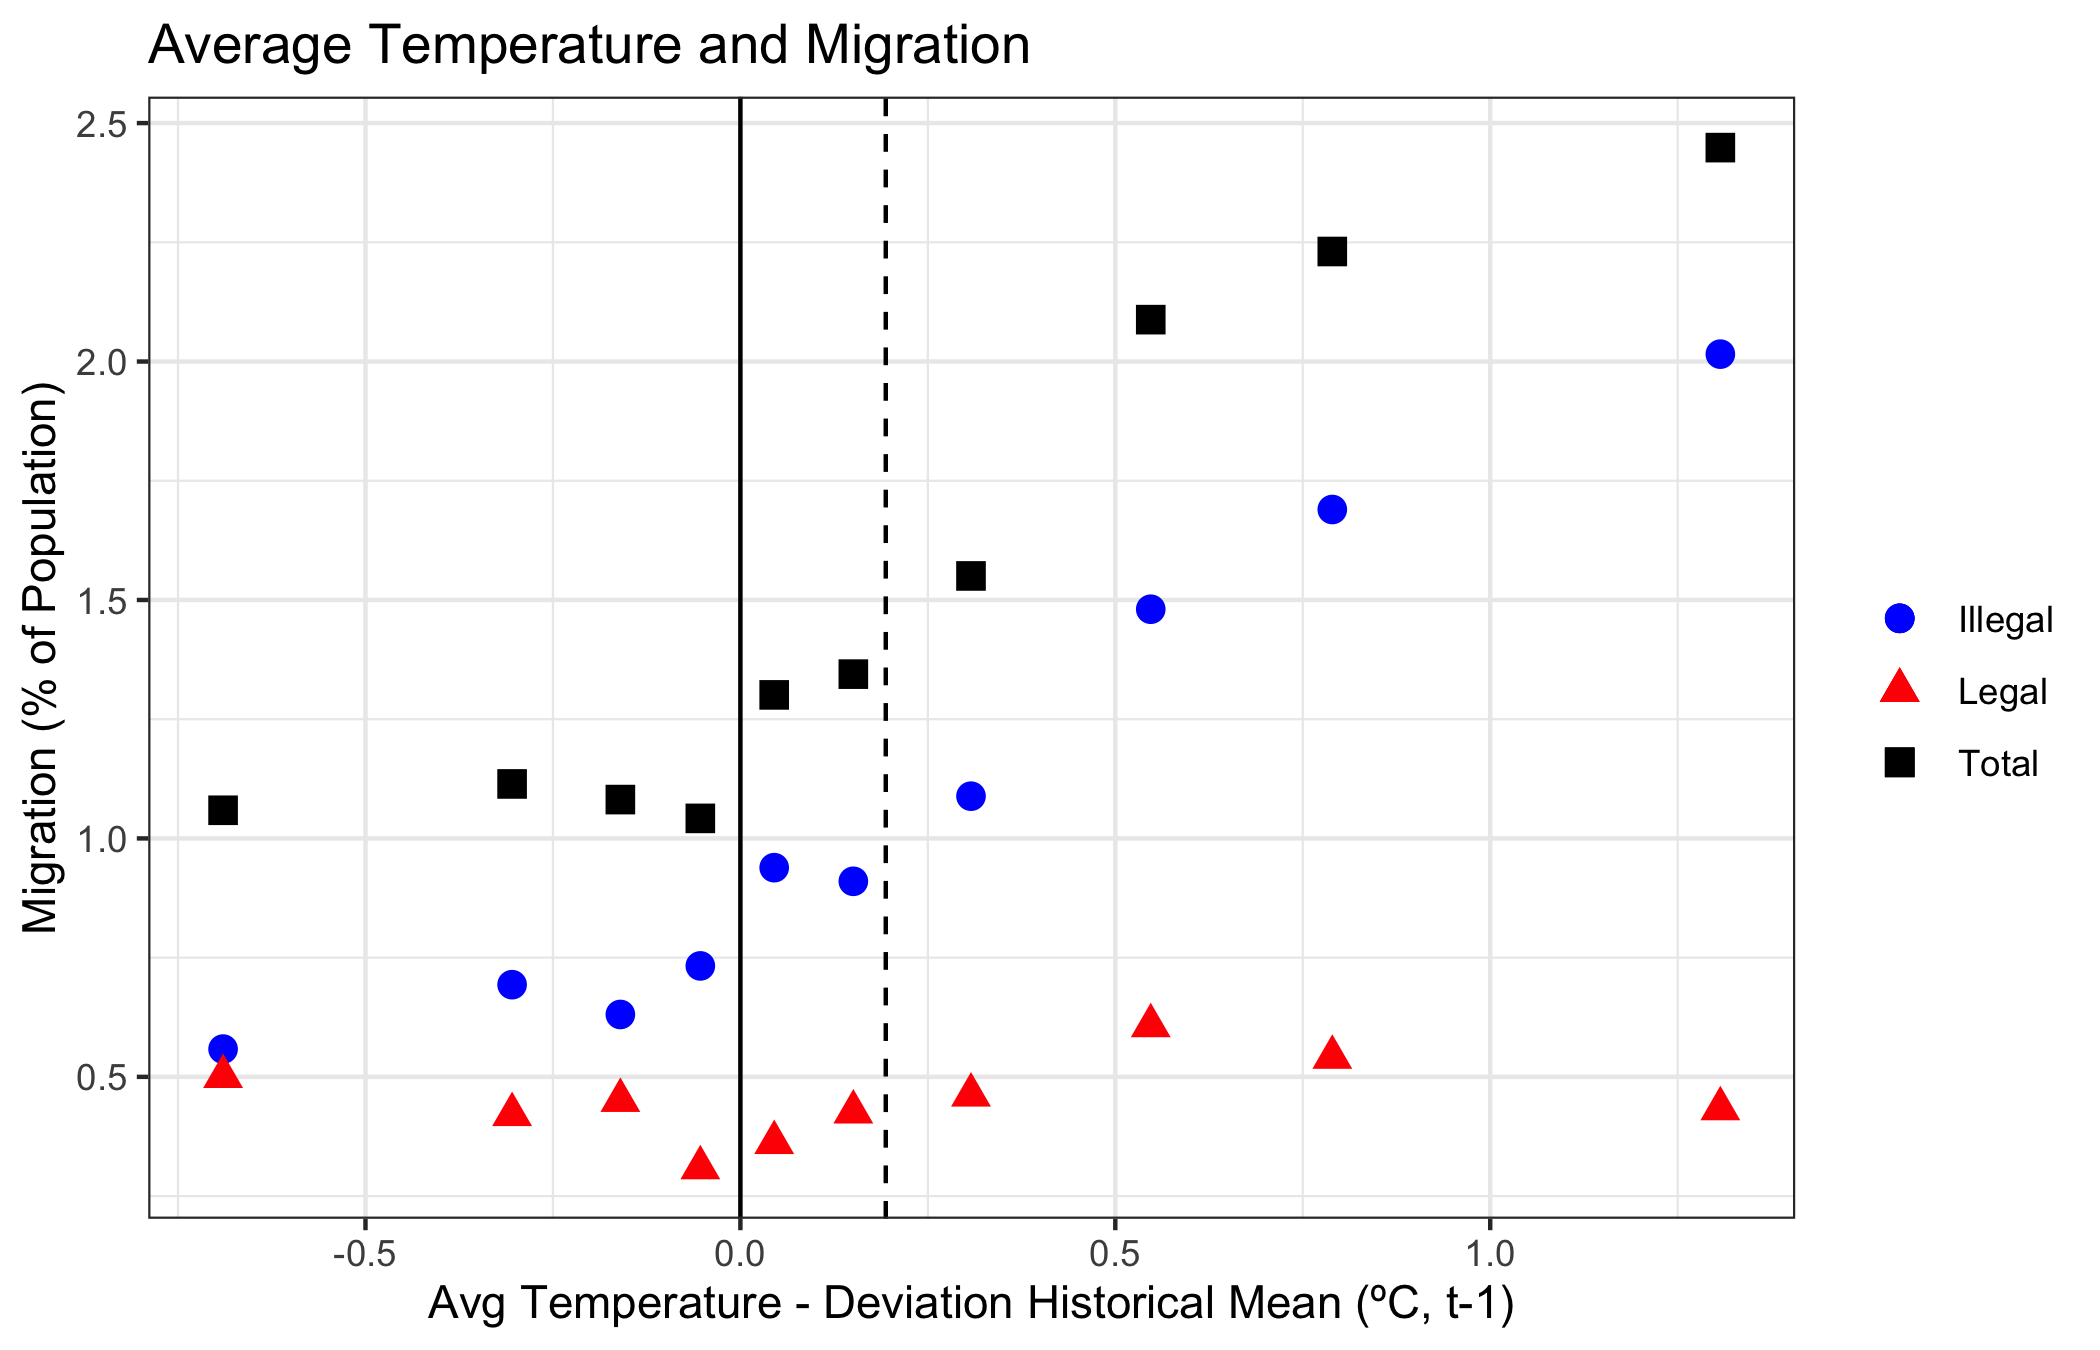 Average Temperature and Migration
Migration (% of Population)
2.5
2.0
1.5
1.0
0.5
-0.5
0.0
0.5
1.0
Avg Temperature - Deviation Historical Mean (ºC, t-1)
Illegal
Legal
Total